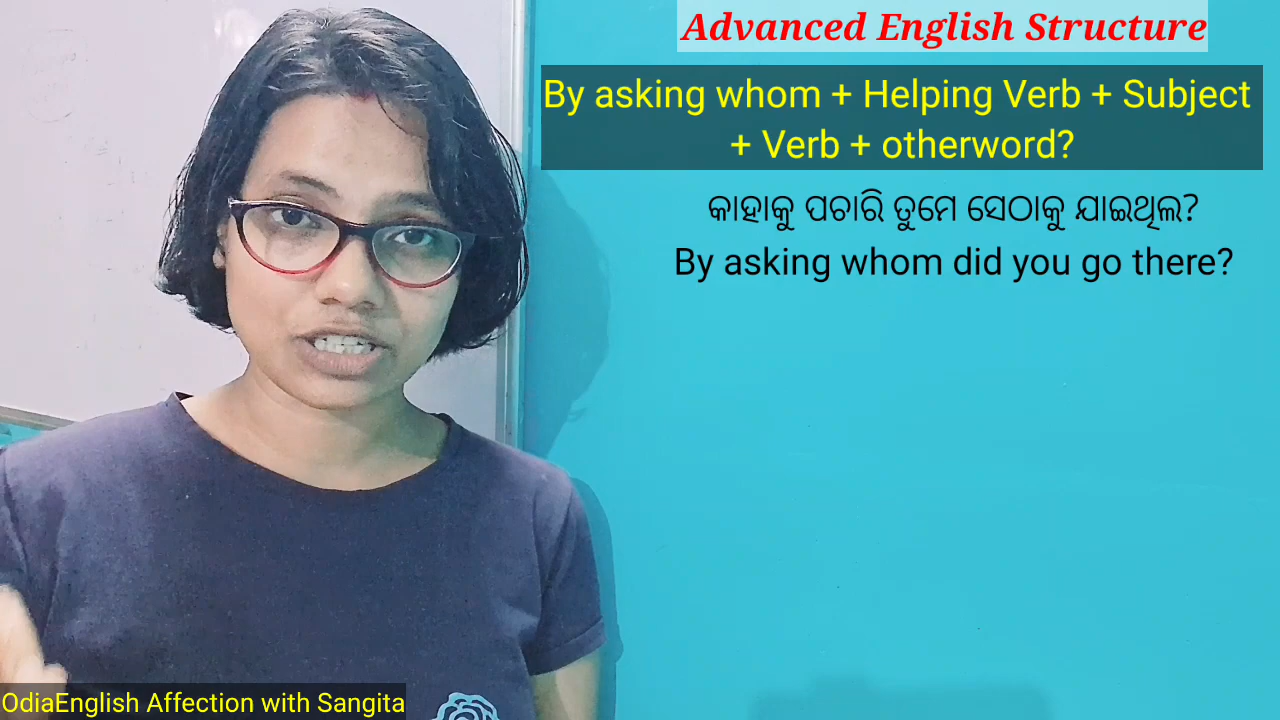 Advanced English Structure
By asking whom + Helping Verb + Subject
+ Verb + otherword?
କାହାକୁ ପଚାରି ତୁମେ ସେଠାକୁ ଯାଇଥିଲ?
By asking whom did you go there?
OdiaEnglish Affection with Sangita